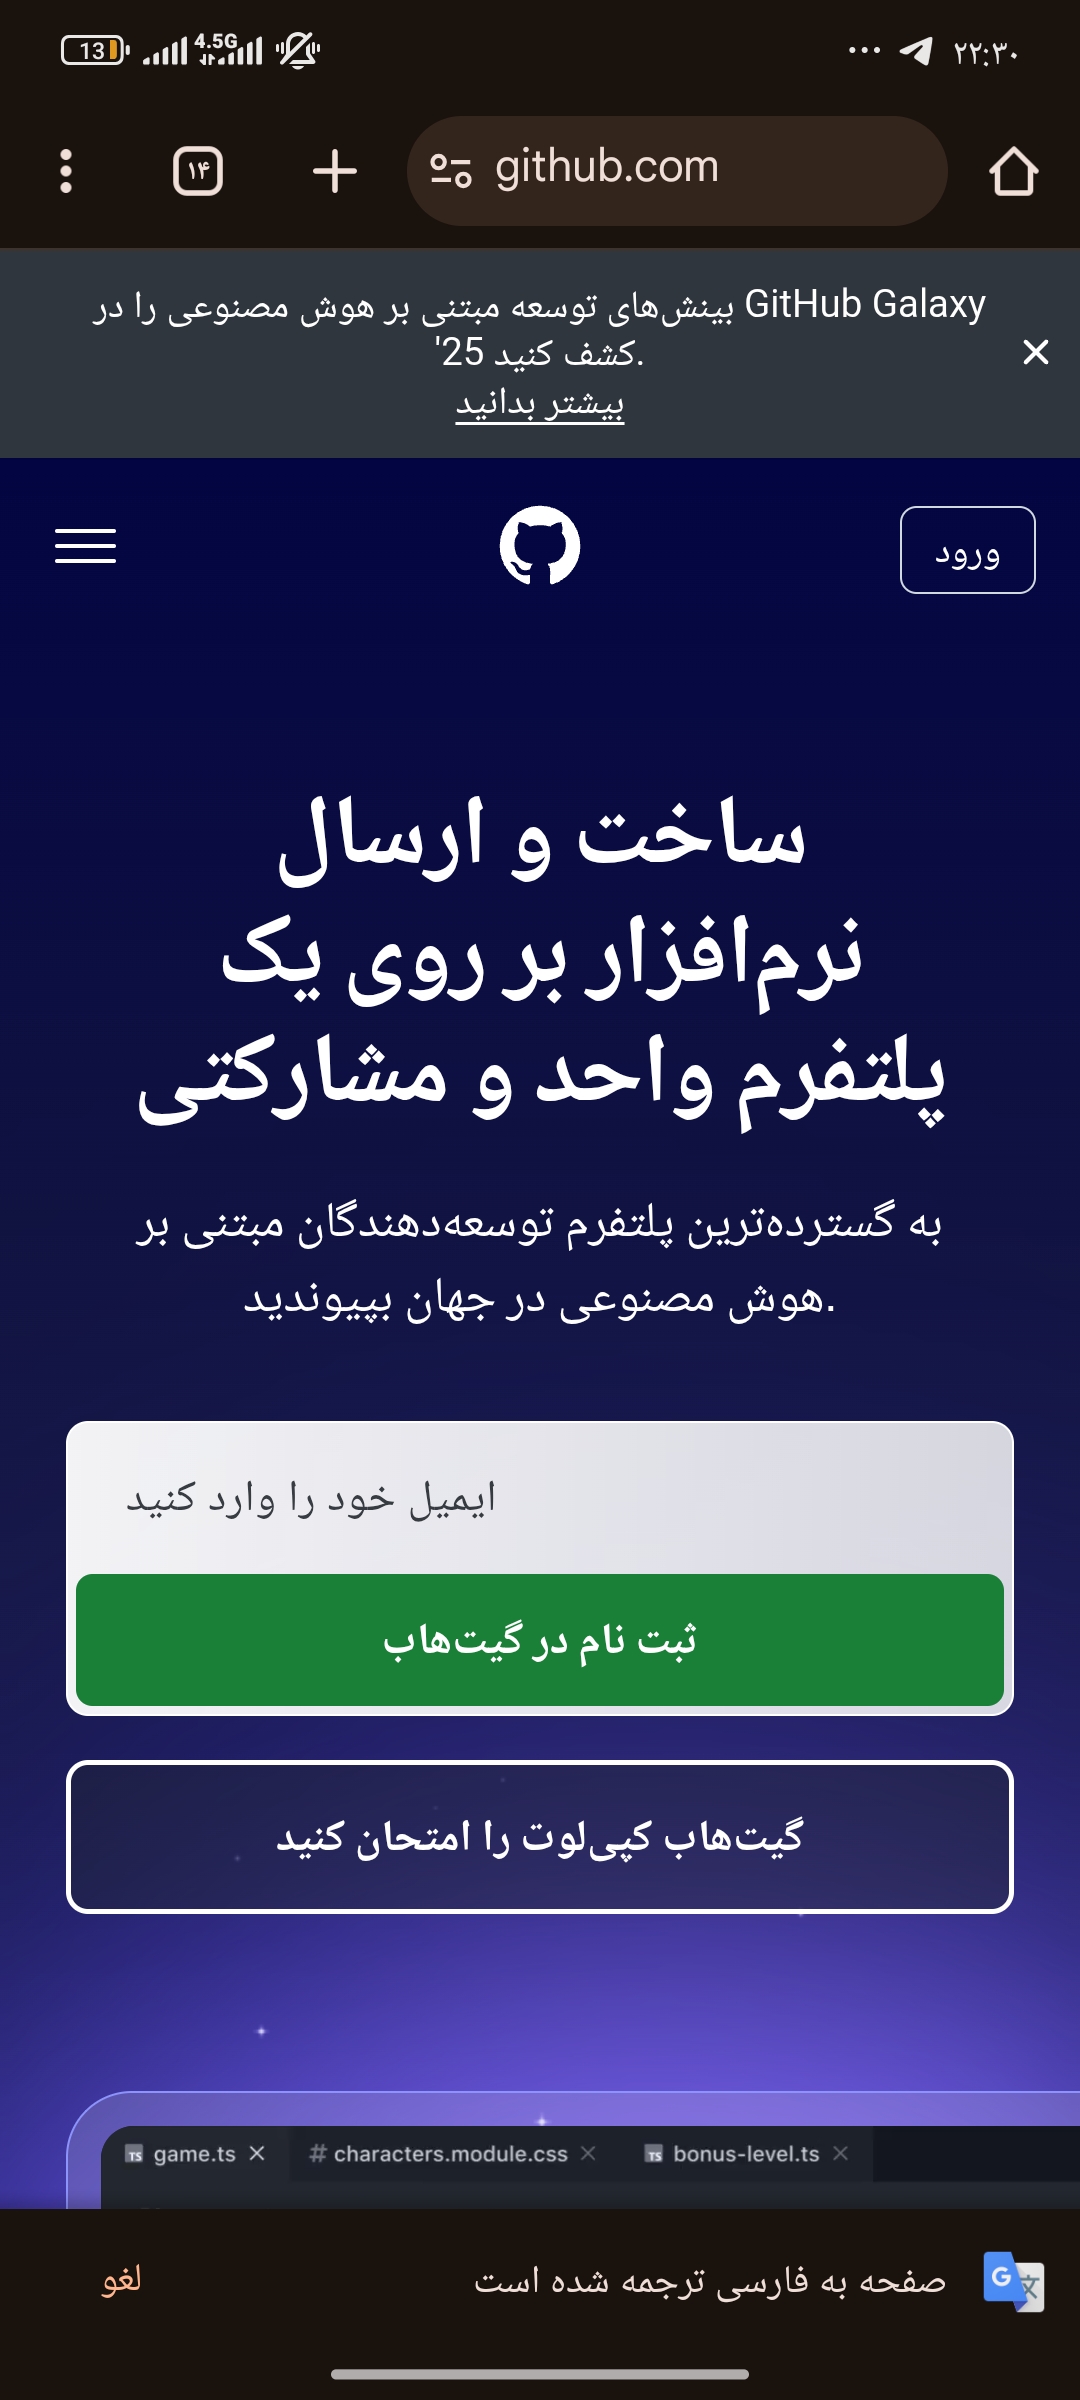 13 4.5G ۲۲:۳۰
۱۴ github.com
بینش‌های توسعه مبتنی بر هوش مصنوعی را در GitHub Galaxy
'25 کشف کنید.
بیشتر بدانید
ورود
ساخت و ارسال
نرم‌افزار بر روی یک
پلتفرم واحد و مشارکتی
به گسترده‌ترین پلتفرم توسعه‌دهندگان مبتنی بر
هوش مصنوعی در جهان بپیوندید.
ایمیل خود را وارد کنید
ثبت نام در گیت‌هاب
گیت‌هاب کپی‌لوت را امتحان کنید
TS game.ts # characters.module.css TS bonus-level.ts
صفحه به فارسی ترجمه شده است لغو
G 文